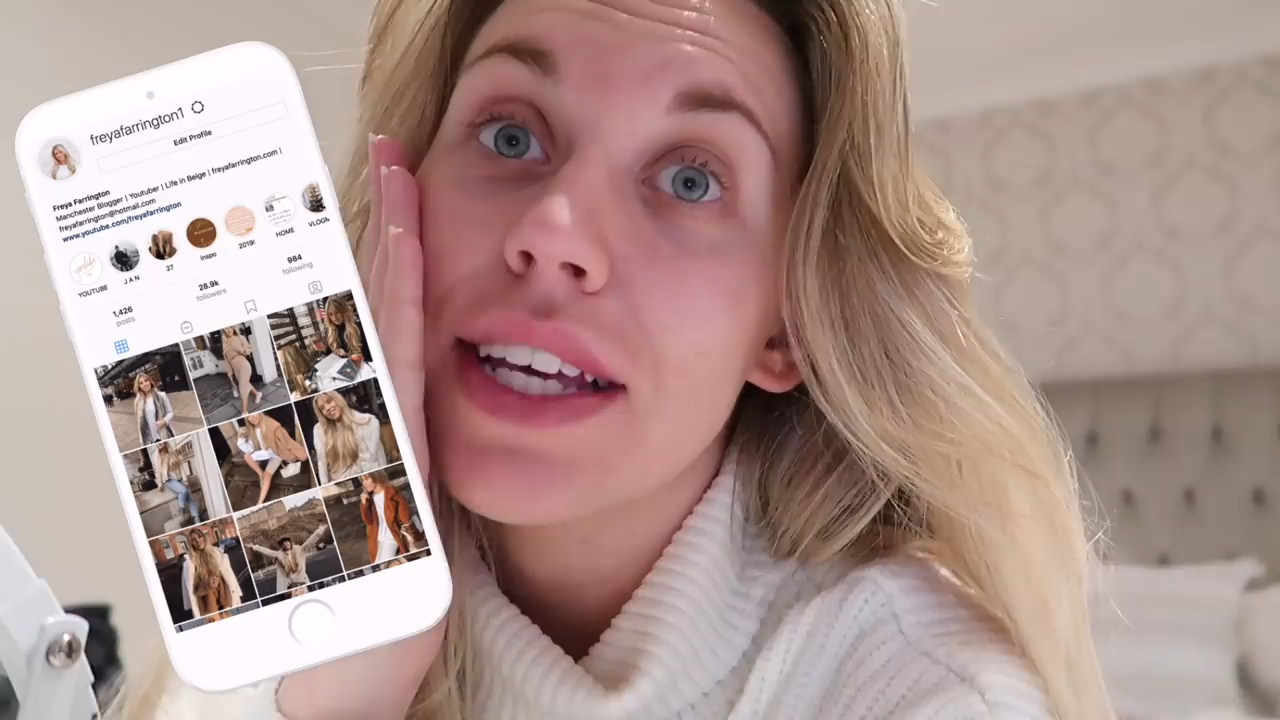 freyafarrington1
Edit Profile
Freya Farrington
Manchester Blogger | Youtuber | Life in Beige | freyafarrington.com |
freyafarrington@hotmail.com
www.youtube.com/freyafarrington
YOUTUBE
J A N
27
inspo
2019!
HOME
VLOGM
1,426
posts
28.9k
followers
984
following